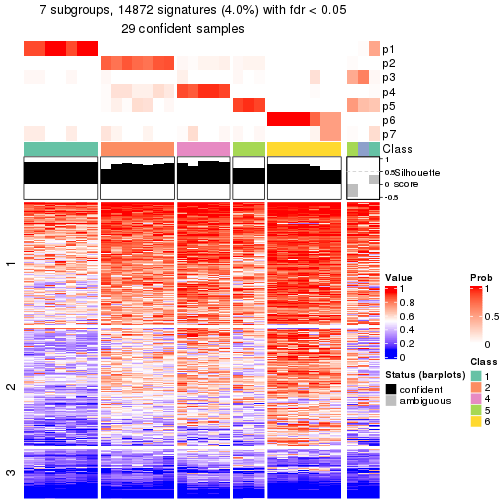 7 subgroups, 14872 signatures (4.0%) with fdr < 0.05
29 confident samples
p1
p2
p3
p4
p5
p6
p7
Class
1
0.5
0
-0.5
Silhouette
score
1
2
3
Value
1
0.8
0.6
0.4
0.2
0
Status (barplots)
confident
ambiguous
Prob
1
0.5
0
Class
1
2
4
5
6